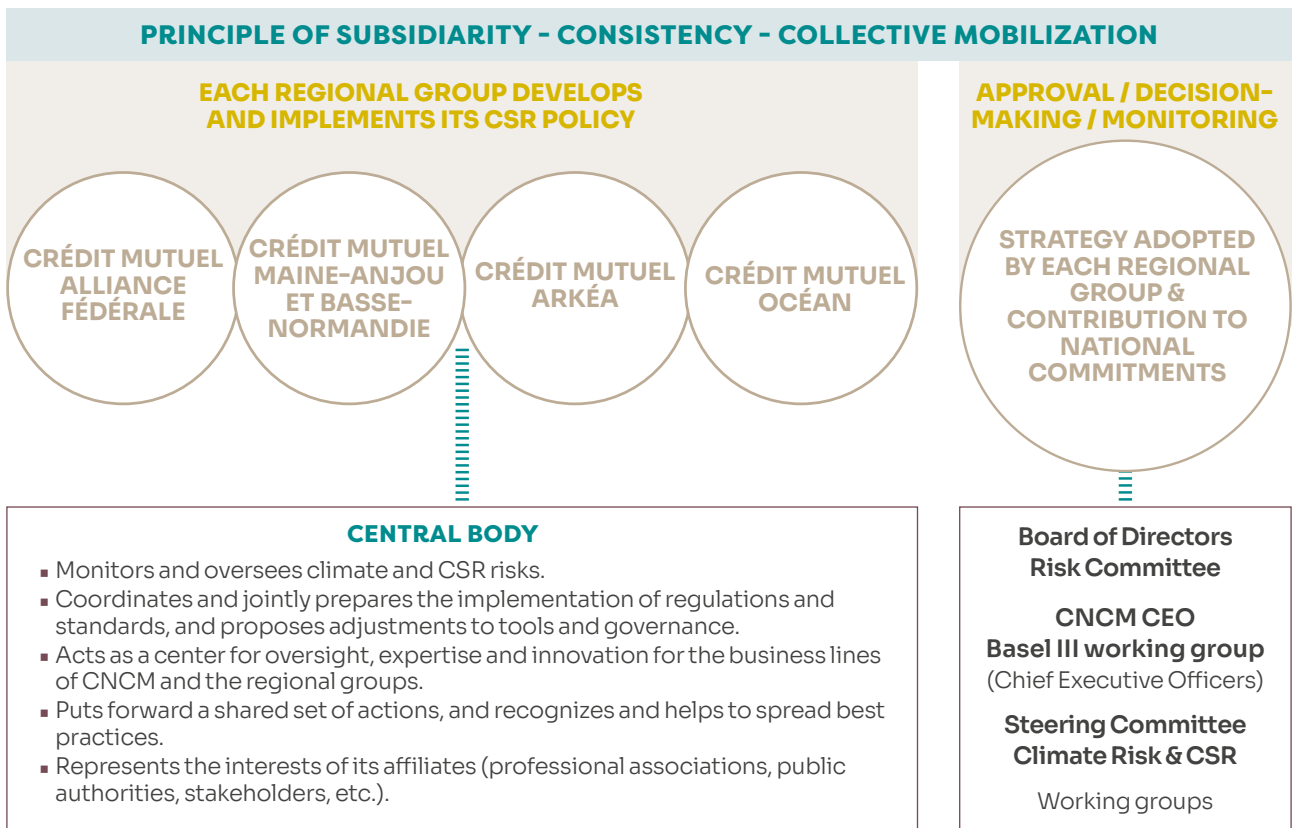 PRINCIPLE OF SUBSIDIARITY - CONSISTENCY - COLLECTIVE MOBILIZATION
EACH REGIONAL GROUP DEVELOPS
AND IMPLEMENTS ITS CSR POLICY
CRÉDIT MUTUEL
ALLIANCE
FÉDÉRALE
CRÉDIT MUTUEL
MAINE-ANJOU
ET BASSE-
NORMANDIE
CRÉDIT MUTUEL
ARKÉA
CRÉDIT MUTUEL
OCÉAN
APPROVAL / DECISION-
MAKING / MONITORING
STRATEGY ADOPTED
BY EACH REGIONAL
GROUP &
CONTRIBUTION TO
NATIONAL
COMMITMENTS
CENTRAL BODY
▪ Monitors and oversees climate and CSR risks.
▪ Coordinates and jointly prepares the implementation of regulations and
standards, and proposes adjustments to tools and governance.
▪ Acts as a center for oversight, expertise and innovation for the business lines
of CNCM and the regional groups.
▪ Puts forward a shared set of actions, and recognizes and helps to spread best
practices.
▪ Represents the interests of its affiliates (professional associations, public
authorities, stakeholders, etc.).
Board of Directors
Risk Committee
CNCM CEO
Basel III working group
(Chief Executive Officers)
Steering Committee
Climate Risk & CSR
Working groups